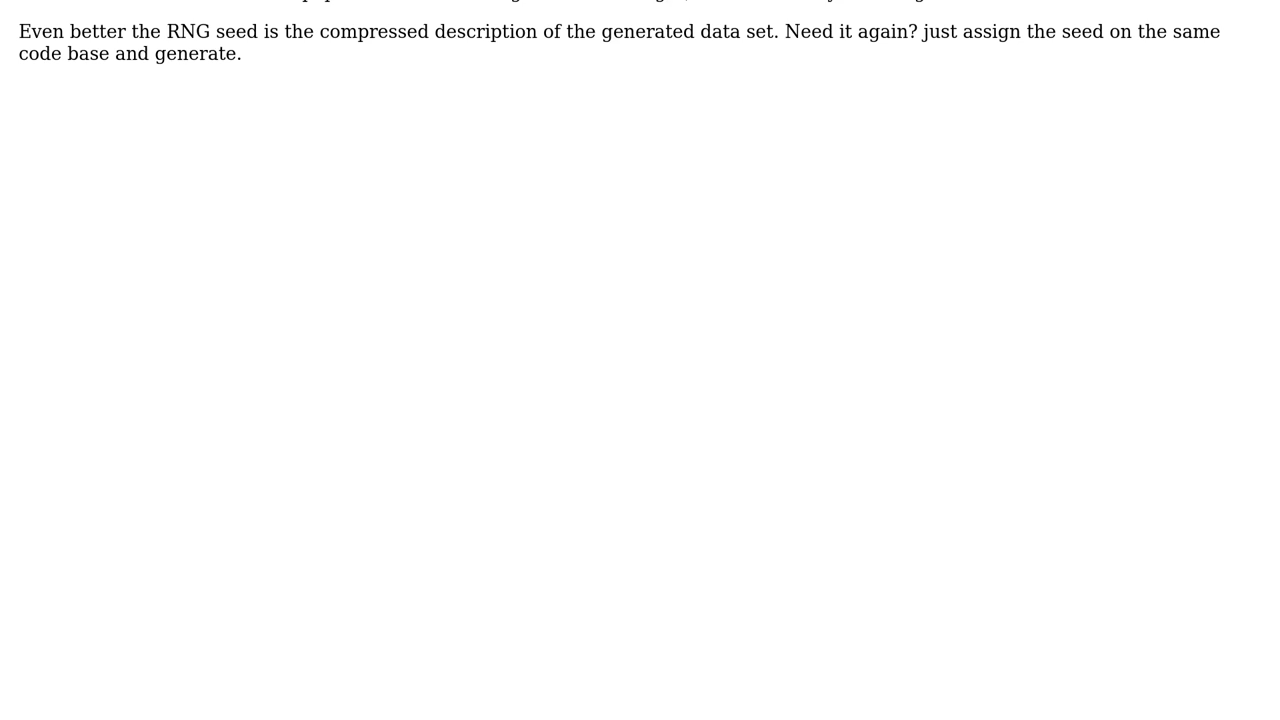 Even better the RNG seed is the compressed description of the generated data set. Need it again? just assign the seed on the same
code base and generate.